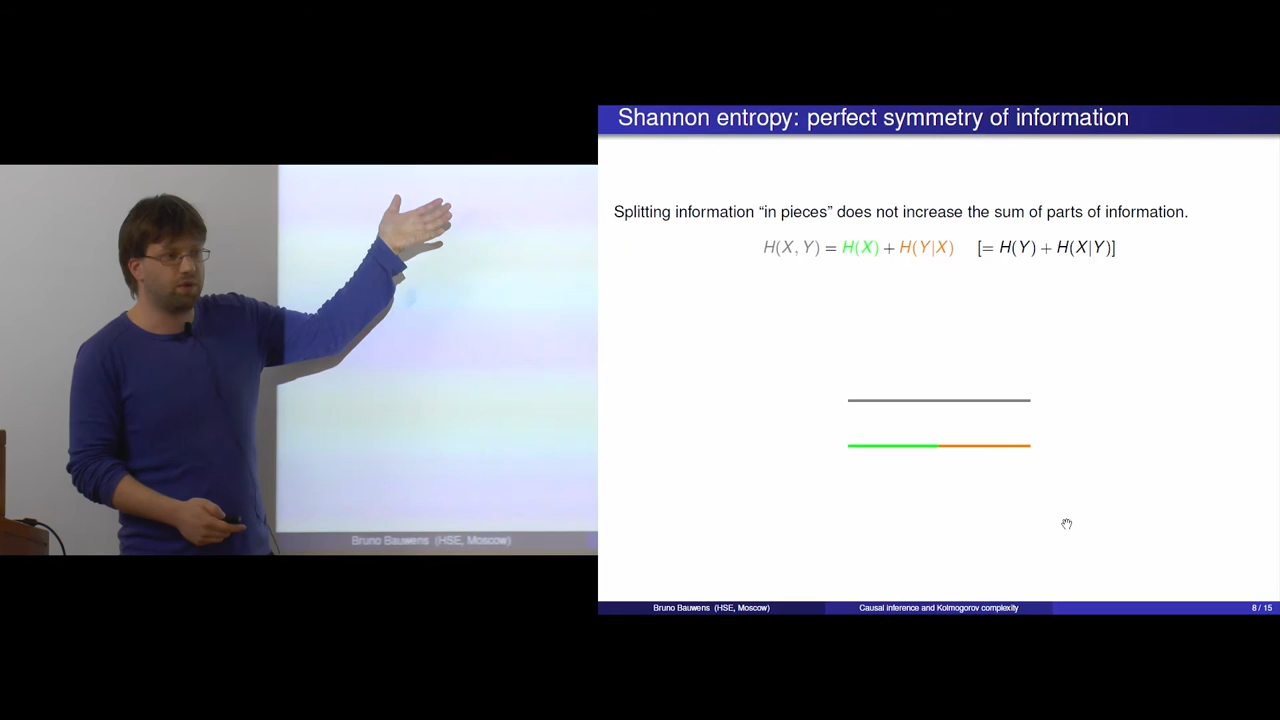 Shannon entropy: perfect symmetry of information
Splitting information “in pieces” does not increase the sum of parts of information.
H(X, Y) = H(X) + H(Y|X) [= H(Y) + H(X|Y)]
Bruno Bauwens (HSE, Moscow)
Bruno Bauwens (HSE, Moscow) Causal inference and Kolmogorov complexity 8 / 15